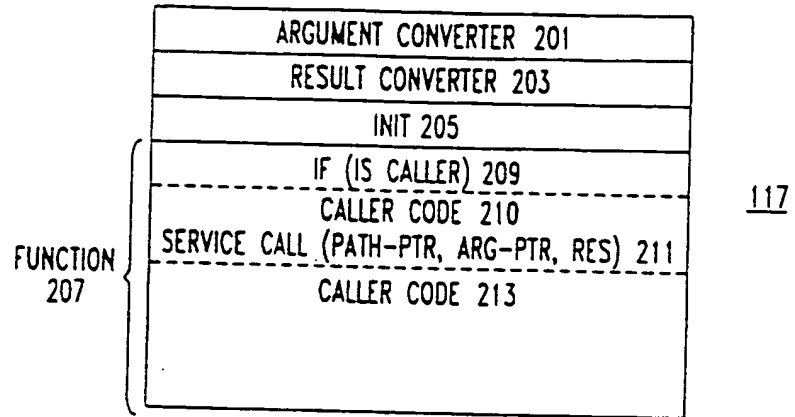 ARGUMENT CONVERTER 201
RESULT CONVERTER 203
INIT 205
IF (IS CALLER) 209
CALLER CODE 210
SERVICE CALL (PATH-PTR, ARG-PTR, RES) 211
CALLER CODE 213
FUNCTION
207
117